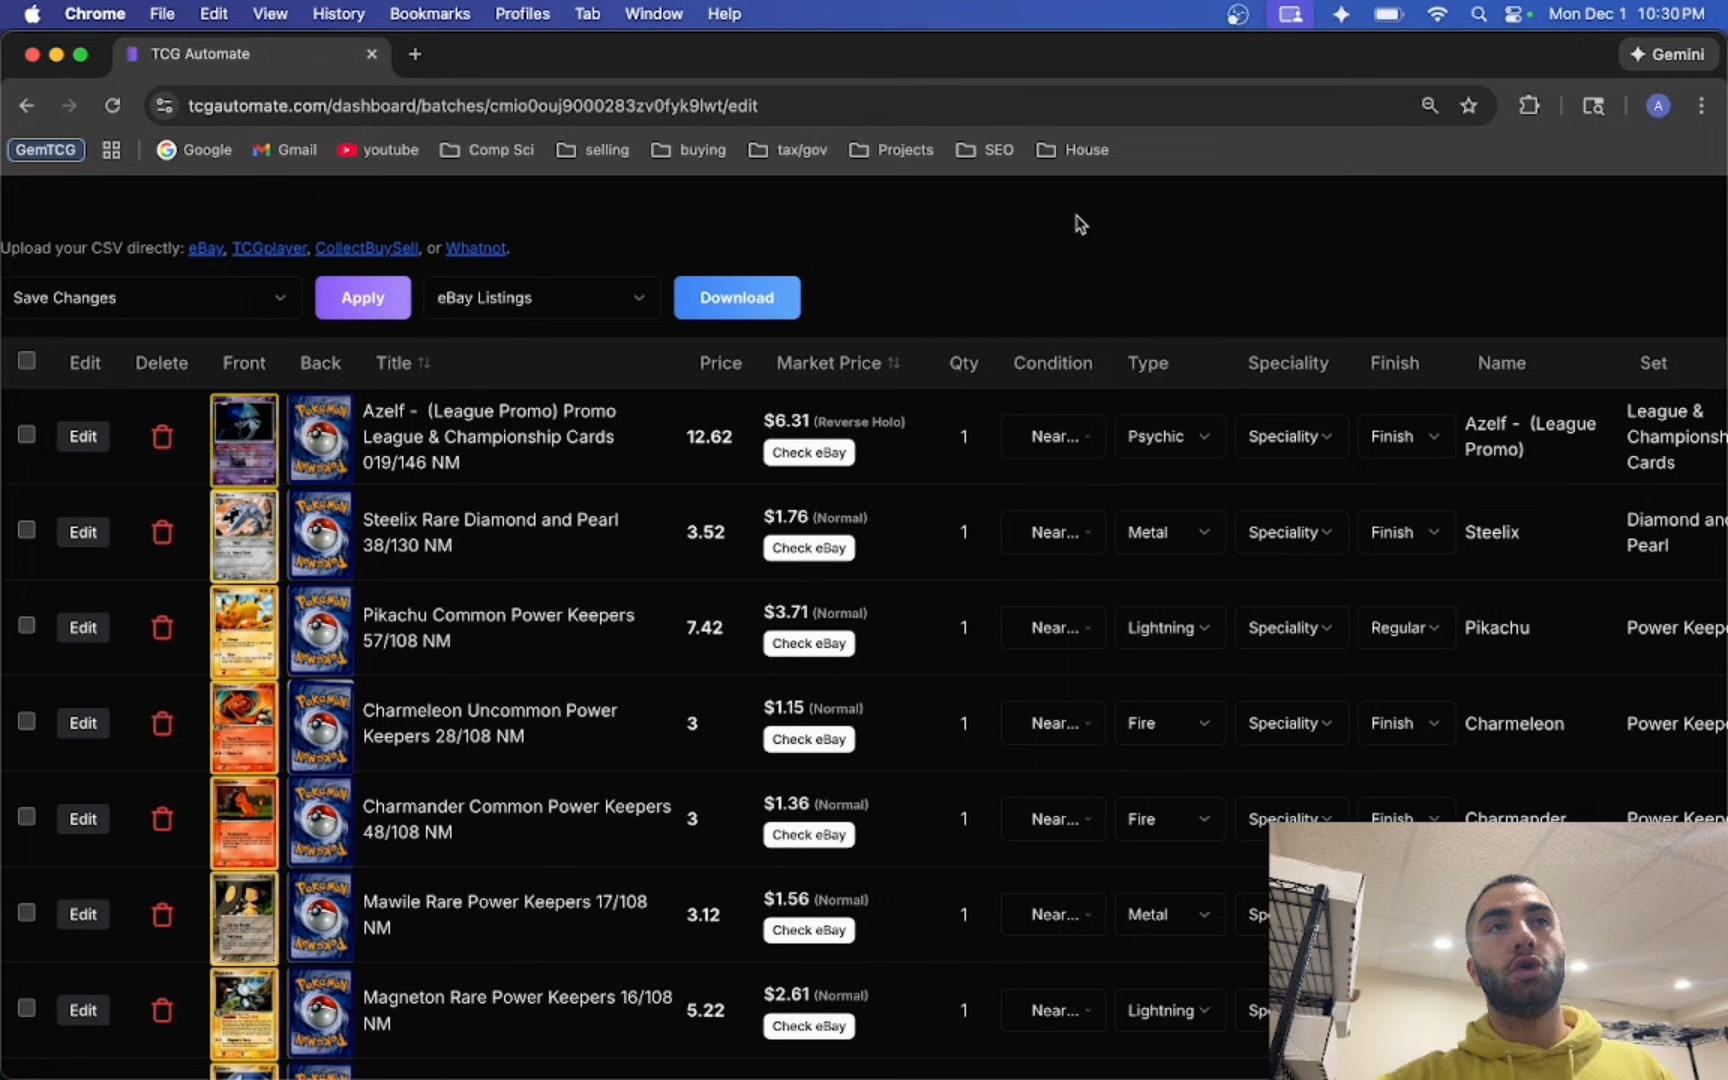 Chrome File Edit View History Bookmarks Profiles Tab Window Help Mon Dec 1 10:30 PM
TCG Automate Gemini
tcgautomate.com/dashboard/batches/cmio0ouj9000283zv0fyk9lwt/edit A
GemTCG Google Gmail youtube Comp Sci selling buying tax/gov Projects SEO House
Upload your CSV directly: eBay, TCGplayer, CollectBuySell, or Whatnot.
Save Changes Apply eBay Listings Download
Edit Delete Front Back Title Price Market Price Qty Condition Type Speciality Finish Name Set
Azelf - (League Promo) Promo
League & Championship Cards
019/146 NM
Edit 12.62 $6.31 (Reverse Holo)
Check eBay
1 Near... Psychic Speciality Finish
Azelf - (League
Promo)
League &
Championsh
Cards
Steelix Rare Diamond and Pearl
38/130 NM
Edit 3.52 $1.76 (Normal)
Check eBay
1 Near... Metal Speciality Finish Steelix
Diamond an
Pearl
Pikachu Common Power Keepers
57/108 NM
Edit 7.42 $3.71 (Normal)
Check eBay
1 Near... Lightning Speciality Regular Pikachu Power Keep
Charmeleon Uncommon Power
Keepers 28/108 NM
Edit 3 $1.15 (Normal)
Check eBay
1 Near... Fire Speciality Finish Charmeleon Power Keep
Charmander Common Power Keepers
48/108 NM
Edit 3 $1.36 (Normal)
Check eBay
1 Near... Fire Speciality Finish Charmander Power Keep
Mawile Rare Power Keepers 17/108
NM
Edit 3.12 $1.56 (Normal)
Check eBay
1 Near... Metal Sp
Magneton Rare Power Keepers 16/108
NM
Edit 5.22 $2.61 (Normal)
Check eBay
1 Near... Lightning Sp